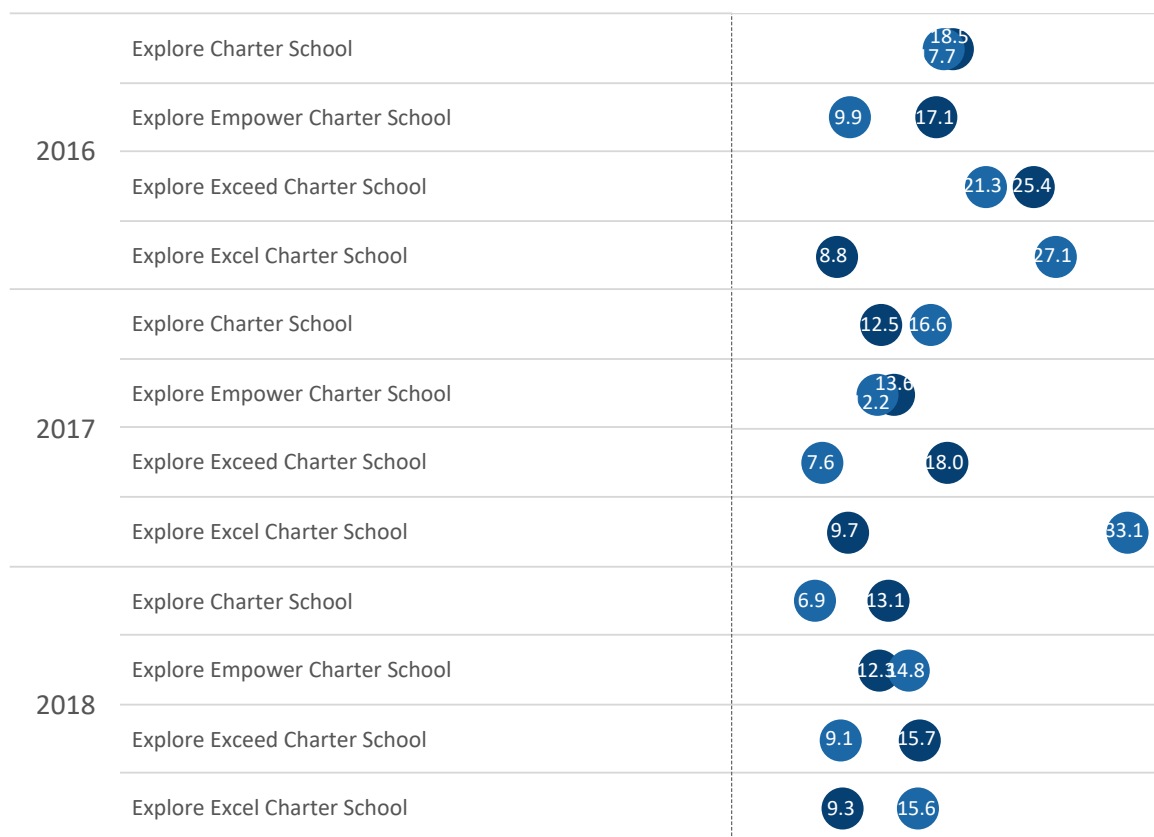 Explore Charter School
18.5
7.7
Explore Empower Charter School 9.9 17.1
2016
Explore Exceed Charter School 21.3 25.4
Explore Excel Charter School 8.8 27.1
Explore Charter School 12.5 16.6
Explore Empower Charter School
13.6
2.2
2017
Explore Exceed Charter School 7.6 18.0
Explore Excel Charter School 9.7 33.1
Explore Charter School 6.9 13.1
Explore Empower Charter School 12.3 14.8
2018
Explore Exceed Charter School 9.1 15.7
Explore Excel Charter School 9.3 15.6